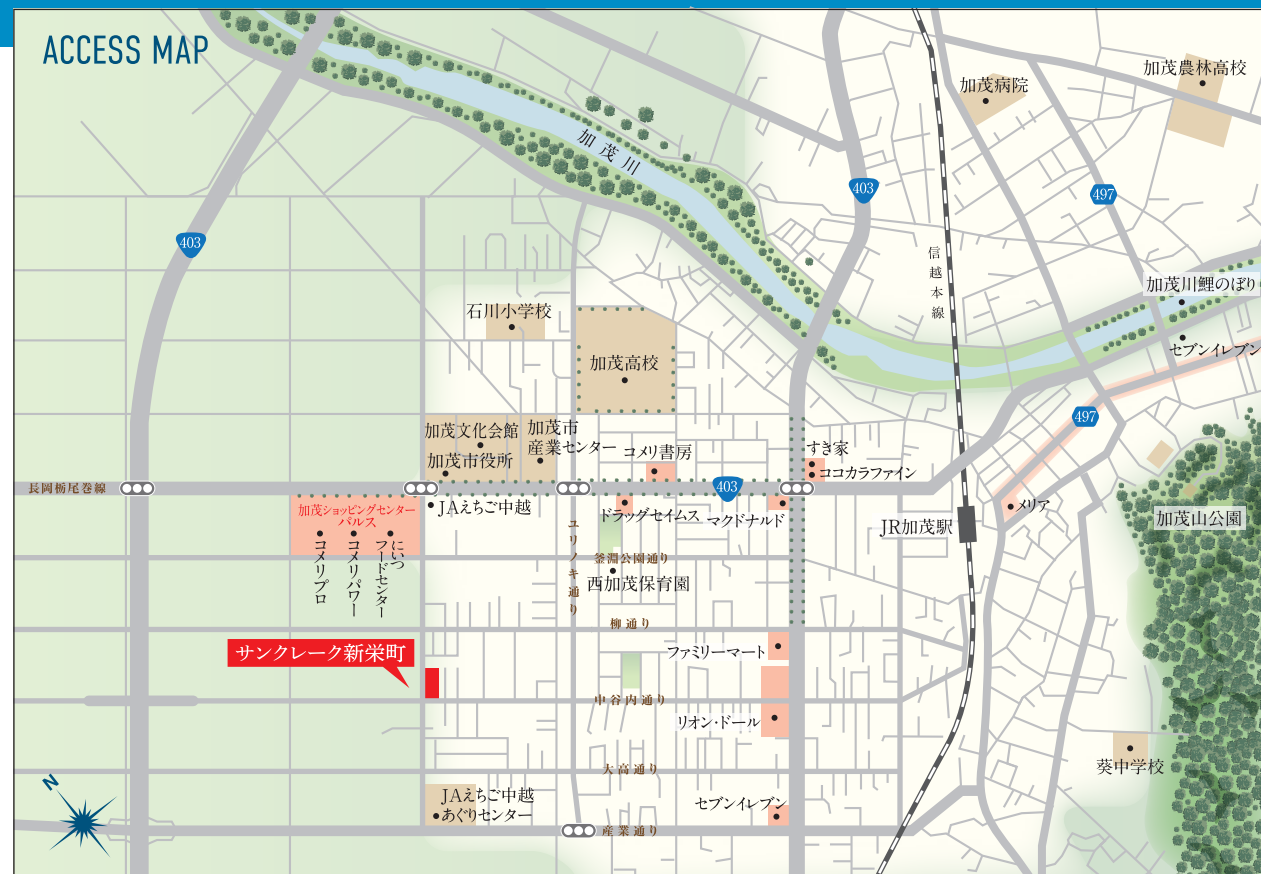 ACCESS MAP
加茂農林高校
加茂病院
加茂川
403
497
403
信越本線
加茂川鯉のぼり
石川小学校
セブンイレブン
加茂高校
497
加茂文化会館
加茂市
産業センター
すき家
コメリ書房
加茂市役所
ココカラファイン
長岡栃尾巻線
403
JAえちご中越
加茂ショッピングセンター
パルス
ドラッグセイムス
マクドナルド
メリア
JR加茂駅
加茂山公園
コメリプロ
コメリパワー
にいつ
フードセンター
ユリノキ通り
釜淵公園通り
西加茂保育園
柳通り
サンクレーク新栄町
ファミリーマート
中谷内通り
リオン・ドール
葵中学校
大高通り
N
JAえちご中越
あぐりセンター
セブンイレブン
産業通り